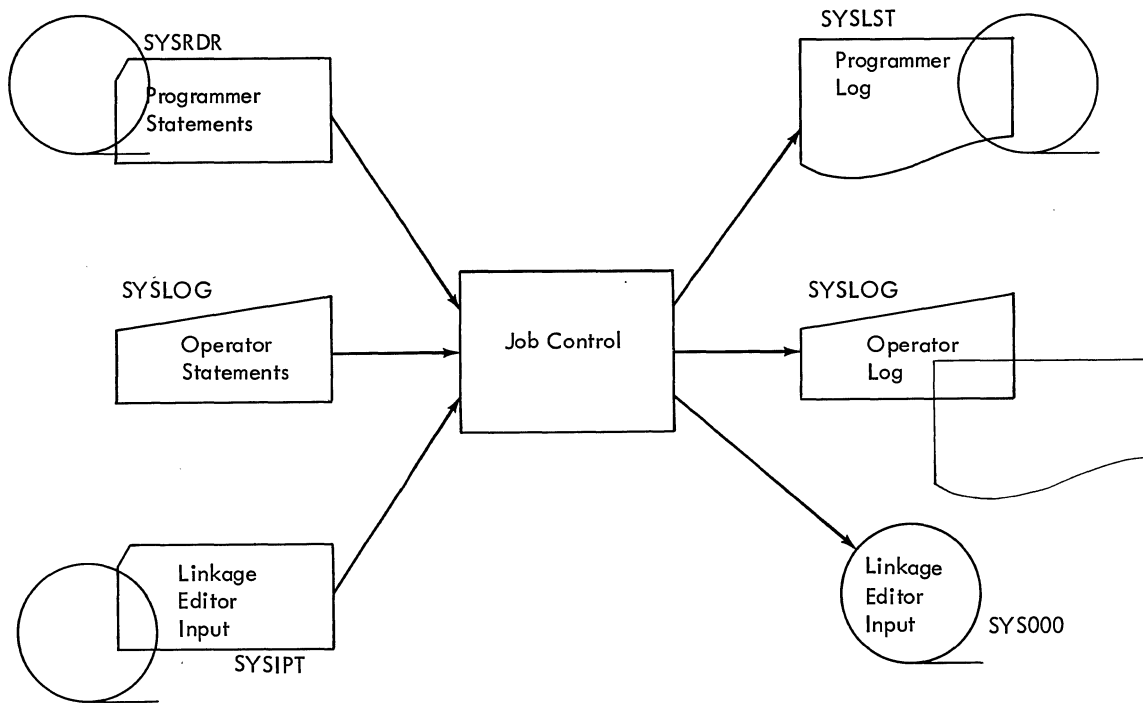 SYSRDR
Programmer
Statements
SYSLST
Programmer
Log
SYSLOG
Operator
Statements
Job Control
SYSLOG
Operator
Log
Linkage
Editor
Input
SYSIPT
Linkage
Editor
Input
SYS000